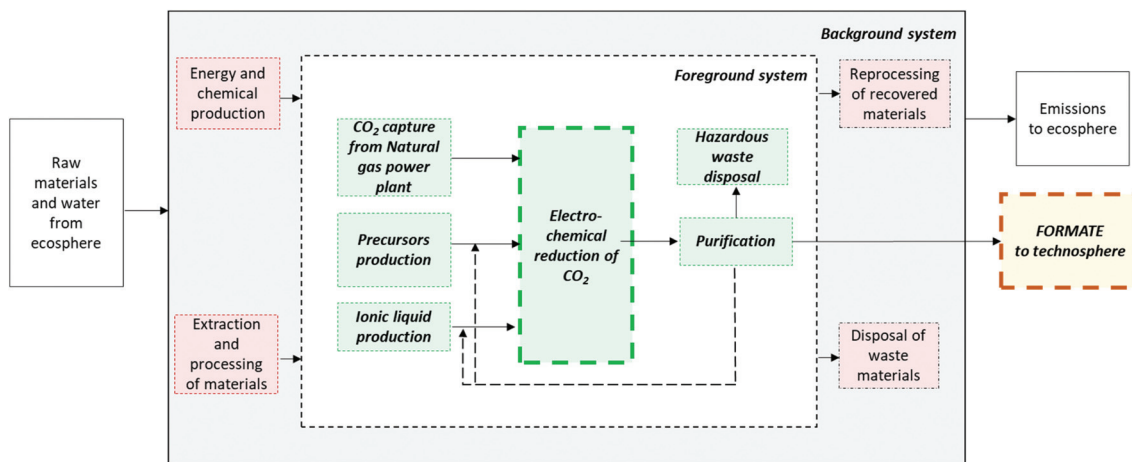 Background system
Energy and
chemical
production
Foreground system
Reprocessing
of recovered
materials
Raw
materials
and water
from
ecosphere
CO₂ capture
from Natural
gas power
plant
Hazardous
waste
disposal
Emissions
to ecosphere
Precursors
production
Electro-
chemical
reduction of
CO₂
Purification
FORMATE
to technosphere
Ionic liquid
production
Extraction
and
processing
of materials
Disposal of
waste
materials